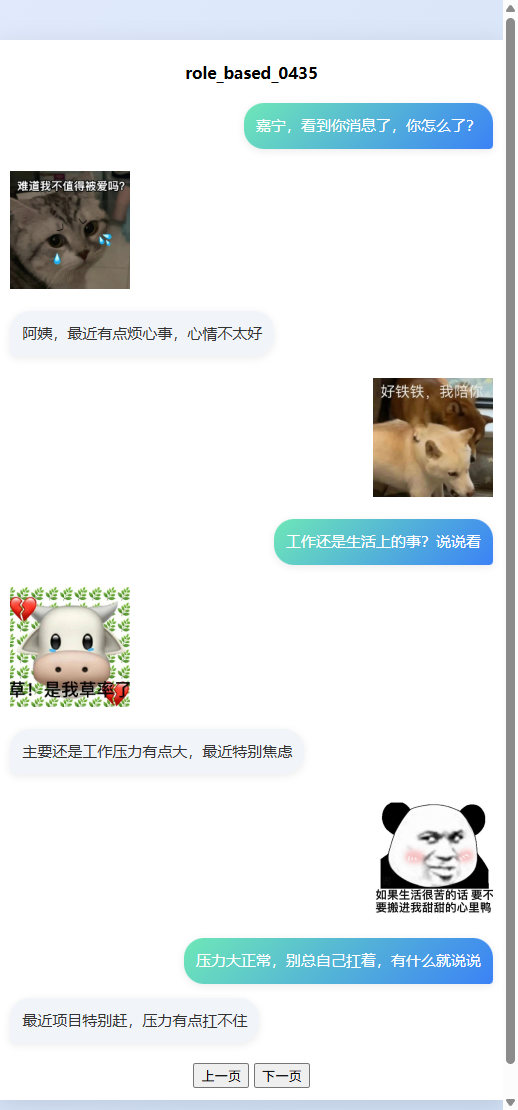 role_based_0435
嘉宁，看到你消息了，你怎么了？
难道我不值得被爱吗?
阿姨，最近有点烦心事，心情不太好
好铁铁，我陪你
工作还是生活上的事？说说看
草！是我草率了
主要还是工作压力有点大，最近特别焦虑
如果生活很苦的话 要不
要搬进我甜甜的心里鸭
压力大正常，别总自己扛着，有什么就说说
最近项目特别赶，压力有点扛不住
上一页 下一页